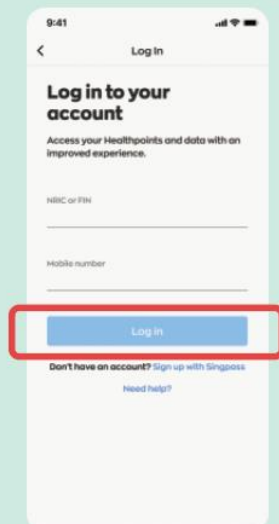 9:41
Log In
Log in to your
account
Access your Healthpoints and data with an
improved experience.
NRIC or FIN
Mobile number
Log in
Don't have an account? Sign up with Singpass
Need help?